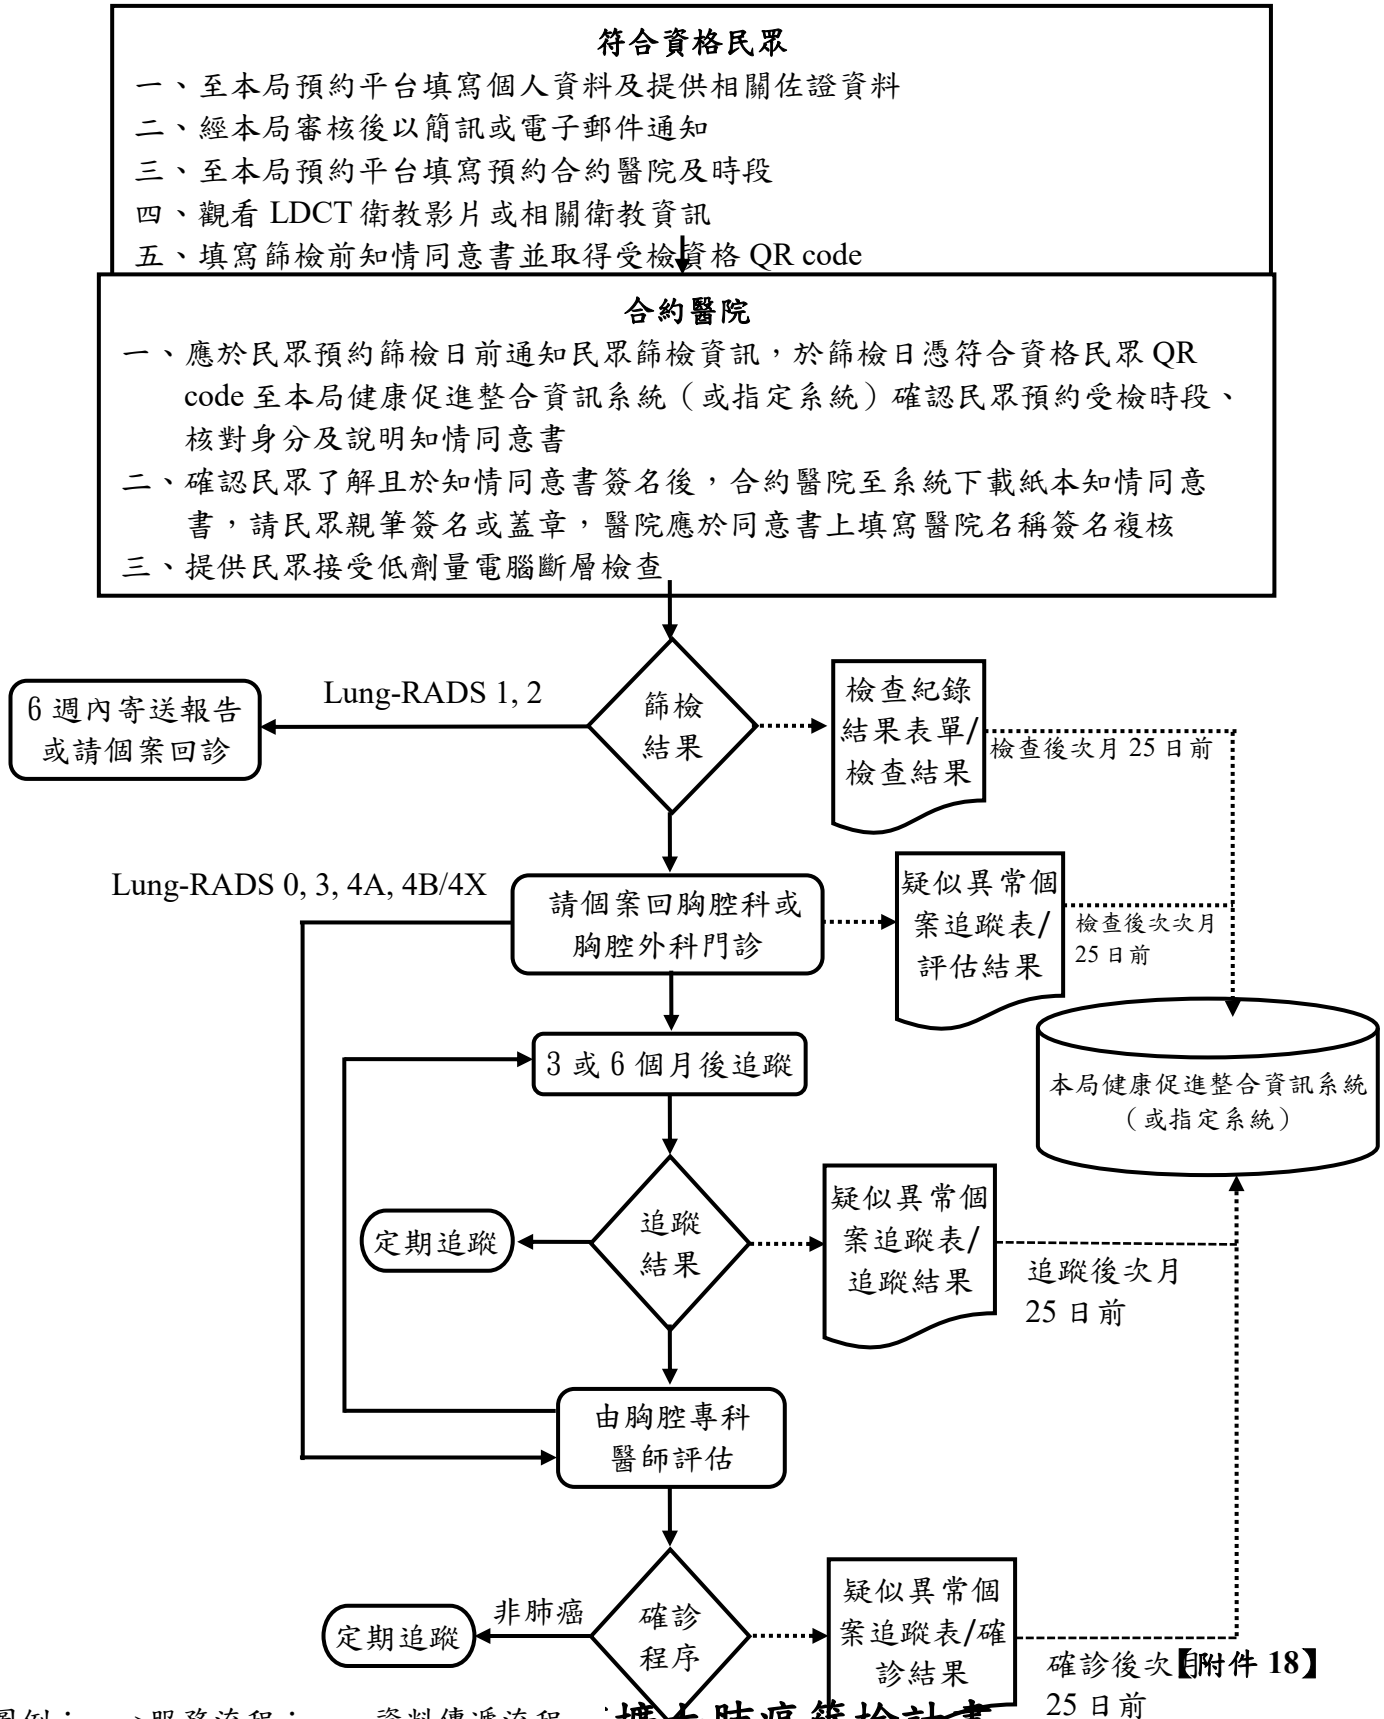 符合資格民眾
一、至本局預約平台填寫個人資料及提供相關佐證資料
二、經本局審核後以簡訊或電子郵件通知
三、至本局預約平台填寫預約合約醫院及時段
四、觀看 LDCT 衛教影片或相關衛教資訊
五、填寫篩檢前知情同意書並取得受檢資格 QR code
合約醫院
一、應於民眾預約篩檢日前通知民眾篩檢資訊，於篩檢日憑符合資格民眾 QR
code 至本局健康促進整合資訊系統（或指定系統）確認民眾預約受檢時段、
核對身分及說明知情同意書
二、確認民眾了解且於知情同意書簽名後，合約醫院至系統下載紙本知情同意
書，請民眾親筆簽名或蓋章，醫院應於同意書上填寫醫院名稱簽名複核
三、提供民眾接受低劑量電腦斷層檢查
6 週內寄送報告
或請個案回診
Lung-RADS 1, 2
篩檢
結果
檢查紀錄
結果表單/
檢查結果
檢查後次月 25 日前
Lung-RADS 0, 3, 4A, 4B/4X
請個案回胸腔科或
胸腔外科門診
疑似異常個
案追蹤表/
評估結果
檢查後次次月
25 日前
3 或 6 個月後追蹤
本局健康促進整合資訊系統
（或指定系統）
定期追蹤
追蹤
結果
疑似異常個
案追蹤表/
追蹤結果
追蹤後次月
25 日前
由胸腔專科
醫師評估
定期追蹤
非肺癌
確診
程序
疑似異常個
案追蹤表/確
診結果
確診後次月
25 日前
【附件 18】
圖例：服務流程；資料傳遞流程
擴大肺癌篩檢計畫